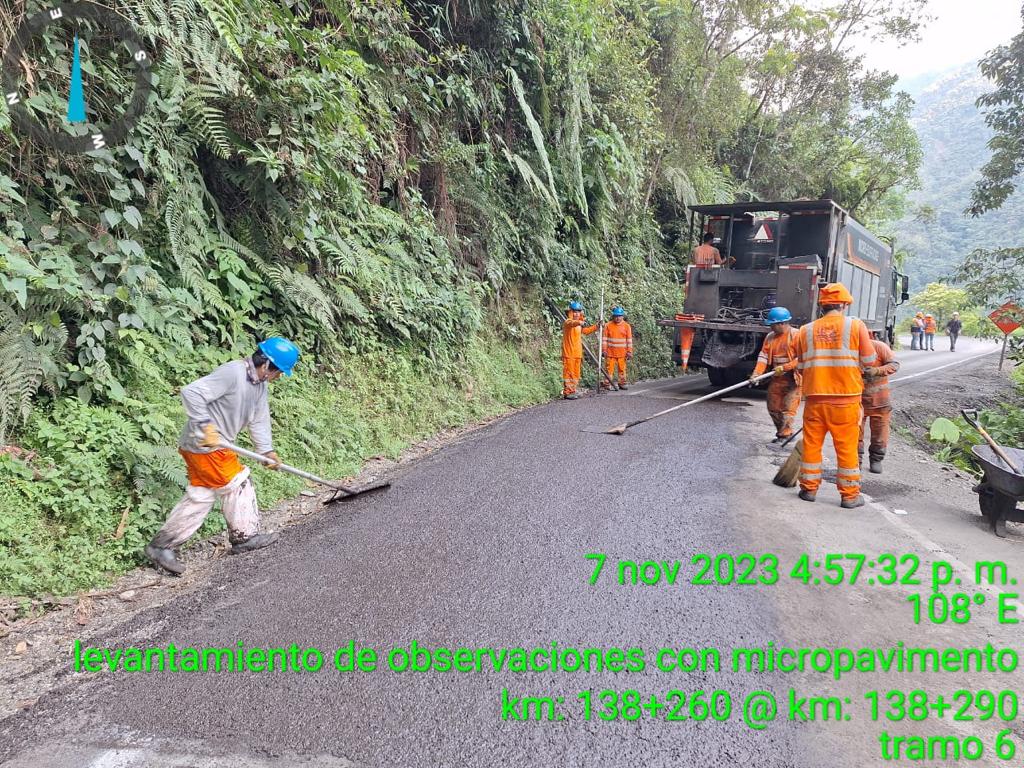 N
E
S
W
7 nov 2023 4:57:32 p. m.
108° E
levantamiento de observaciones con micropavimento
km: 138+260 @ km: 138+290
tramo 6